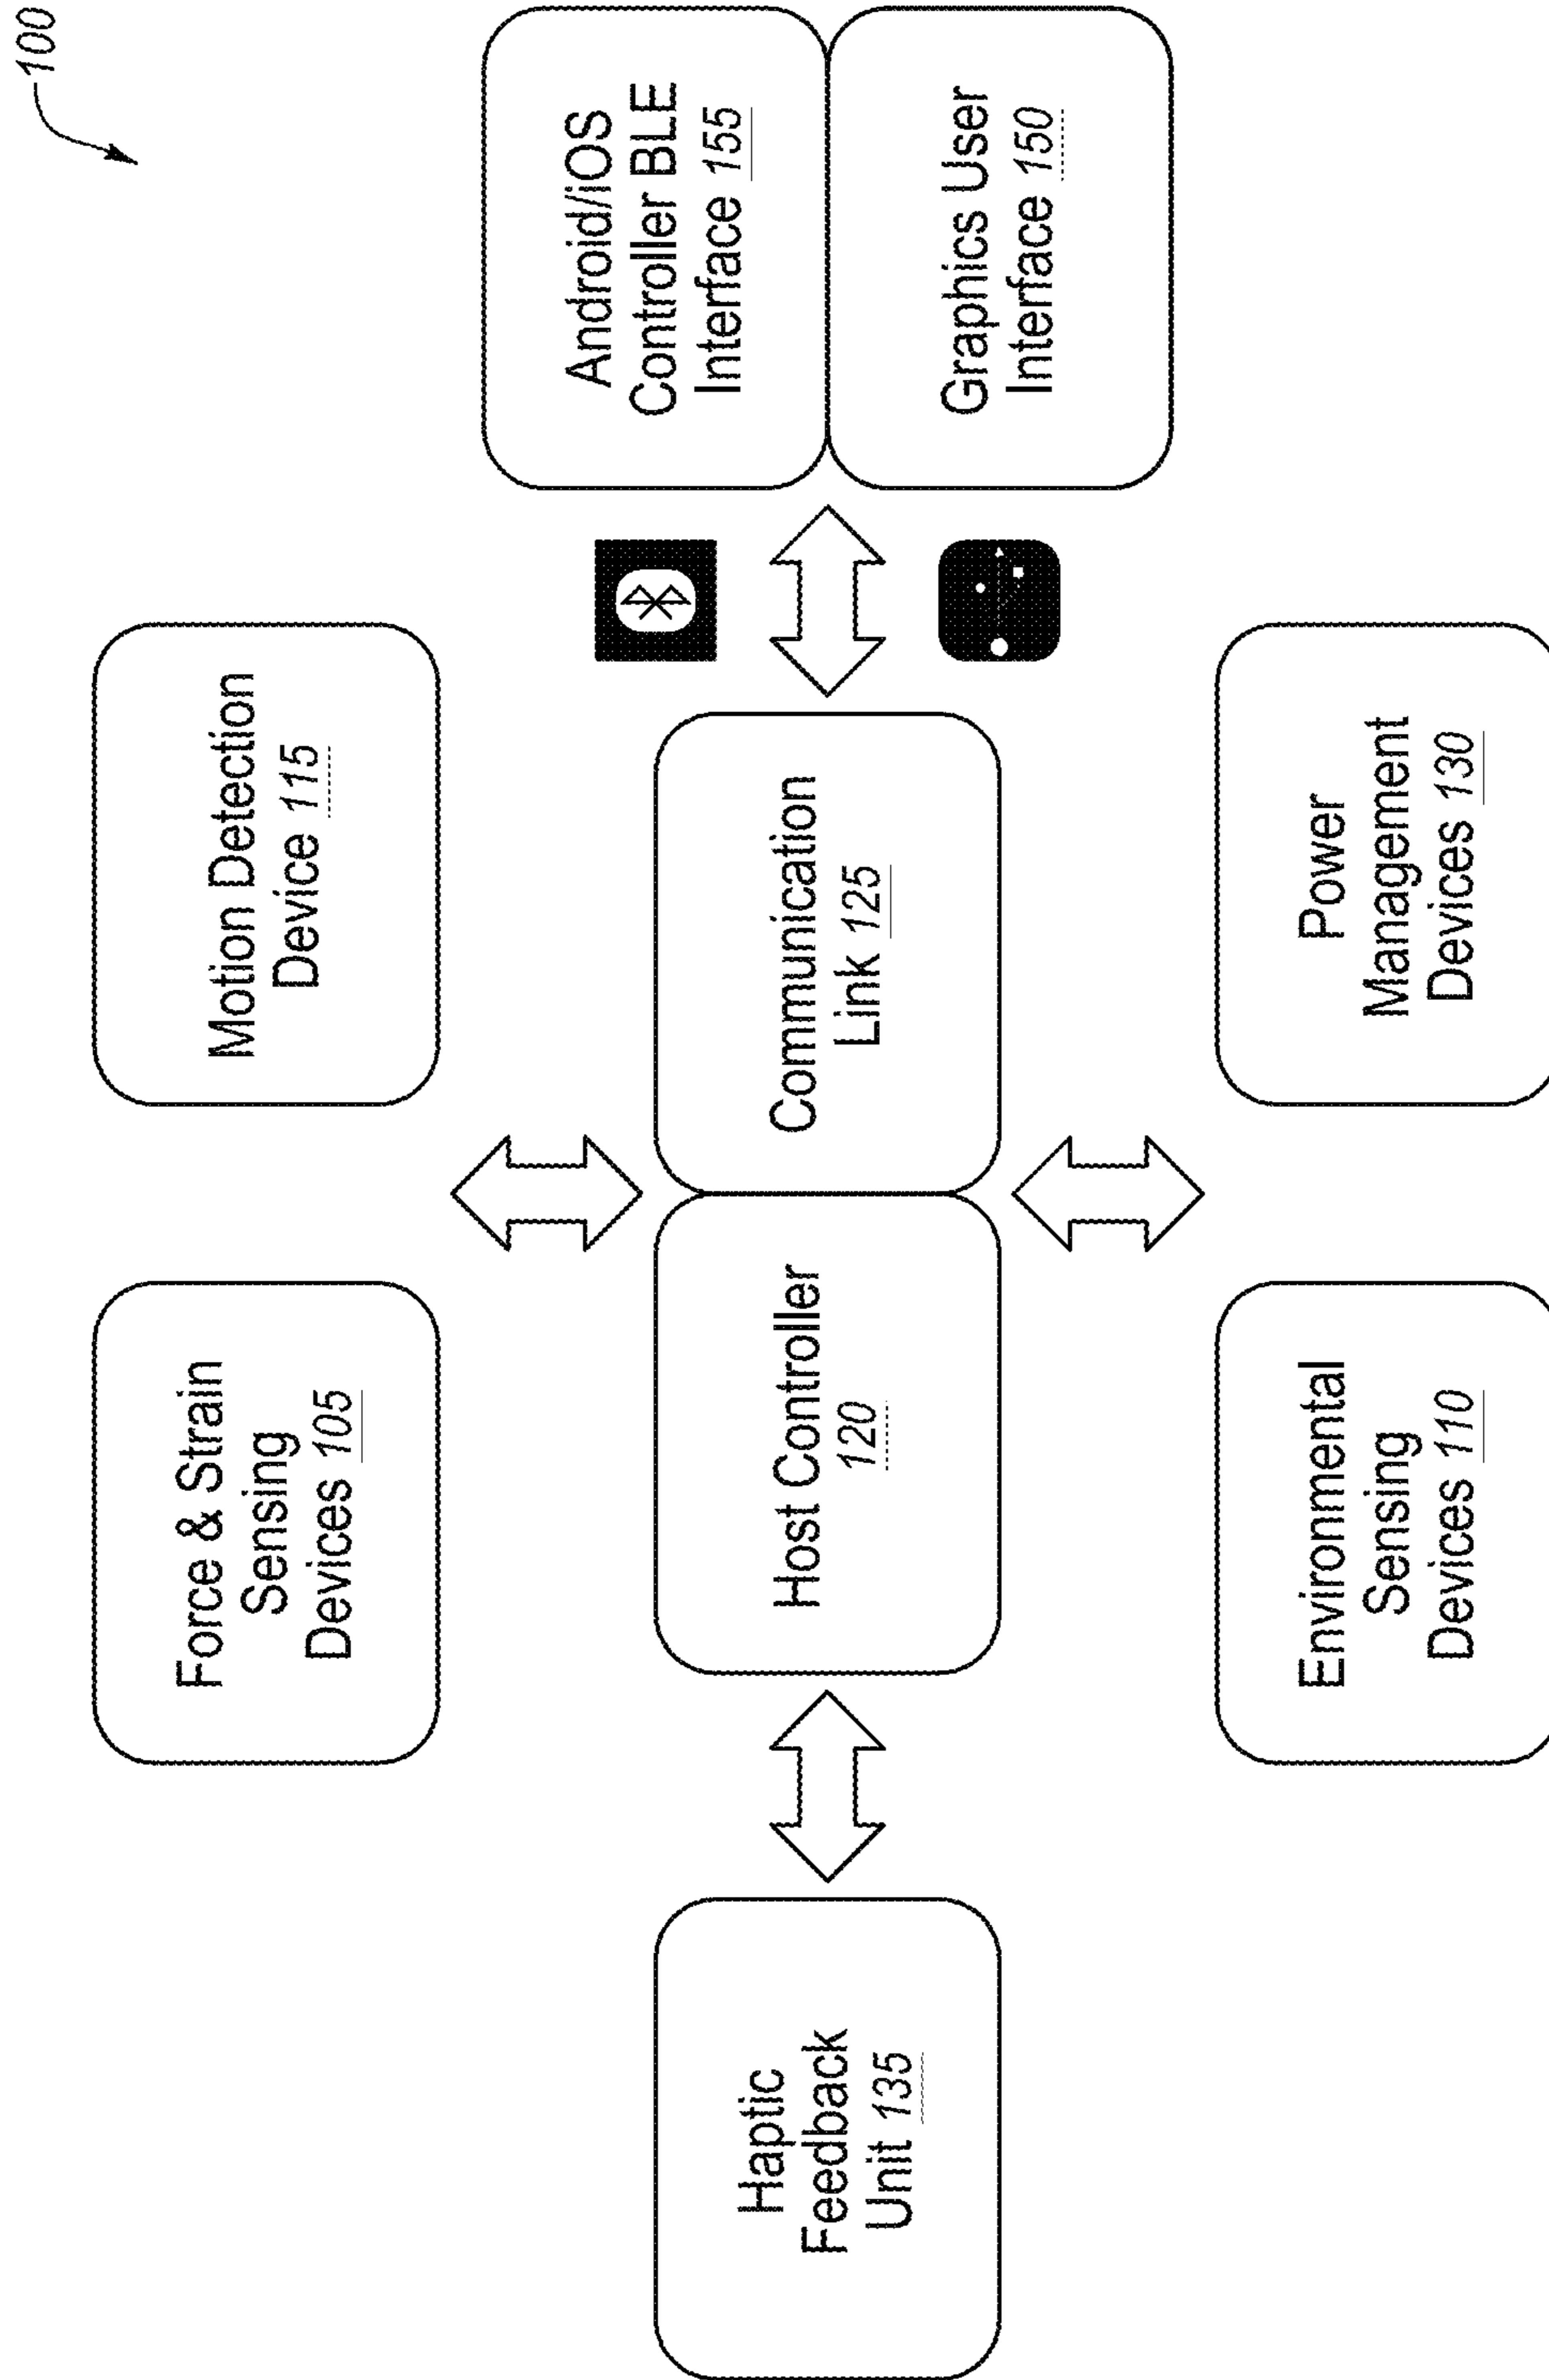 100
Force & Strain
Sensing
Devices 105
Motion Detection
Device 115
Android/iOS
Controller BLE
Interface 155
Haptic
Feedback
Unit 135
Host Controller
120
Communication
Link 125
Graphics User
Interface 150
Environmental
Sensing
Devices 110
Power
Management
Devices 130